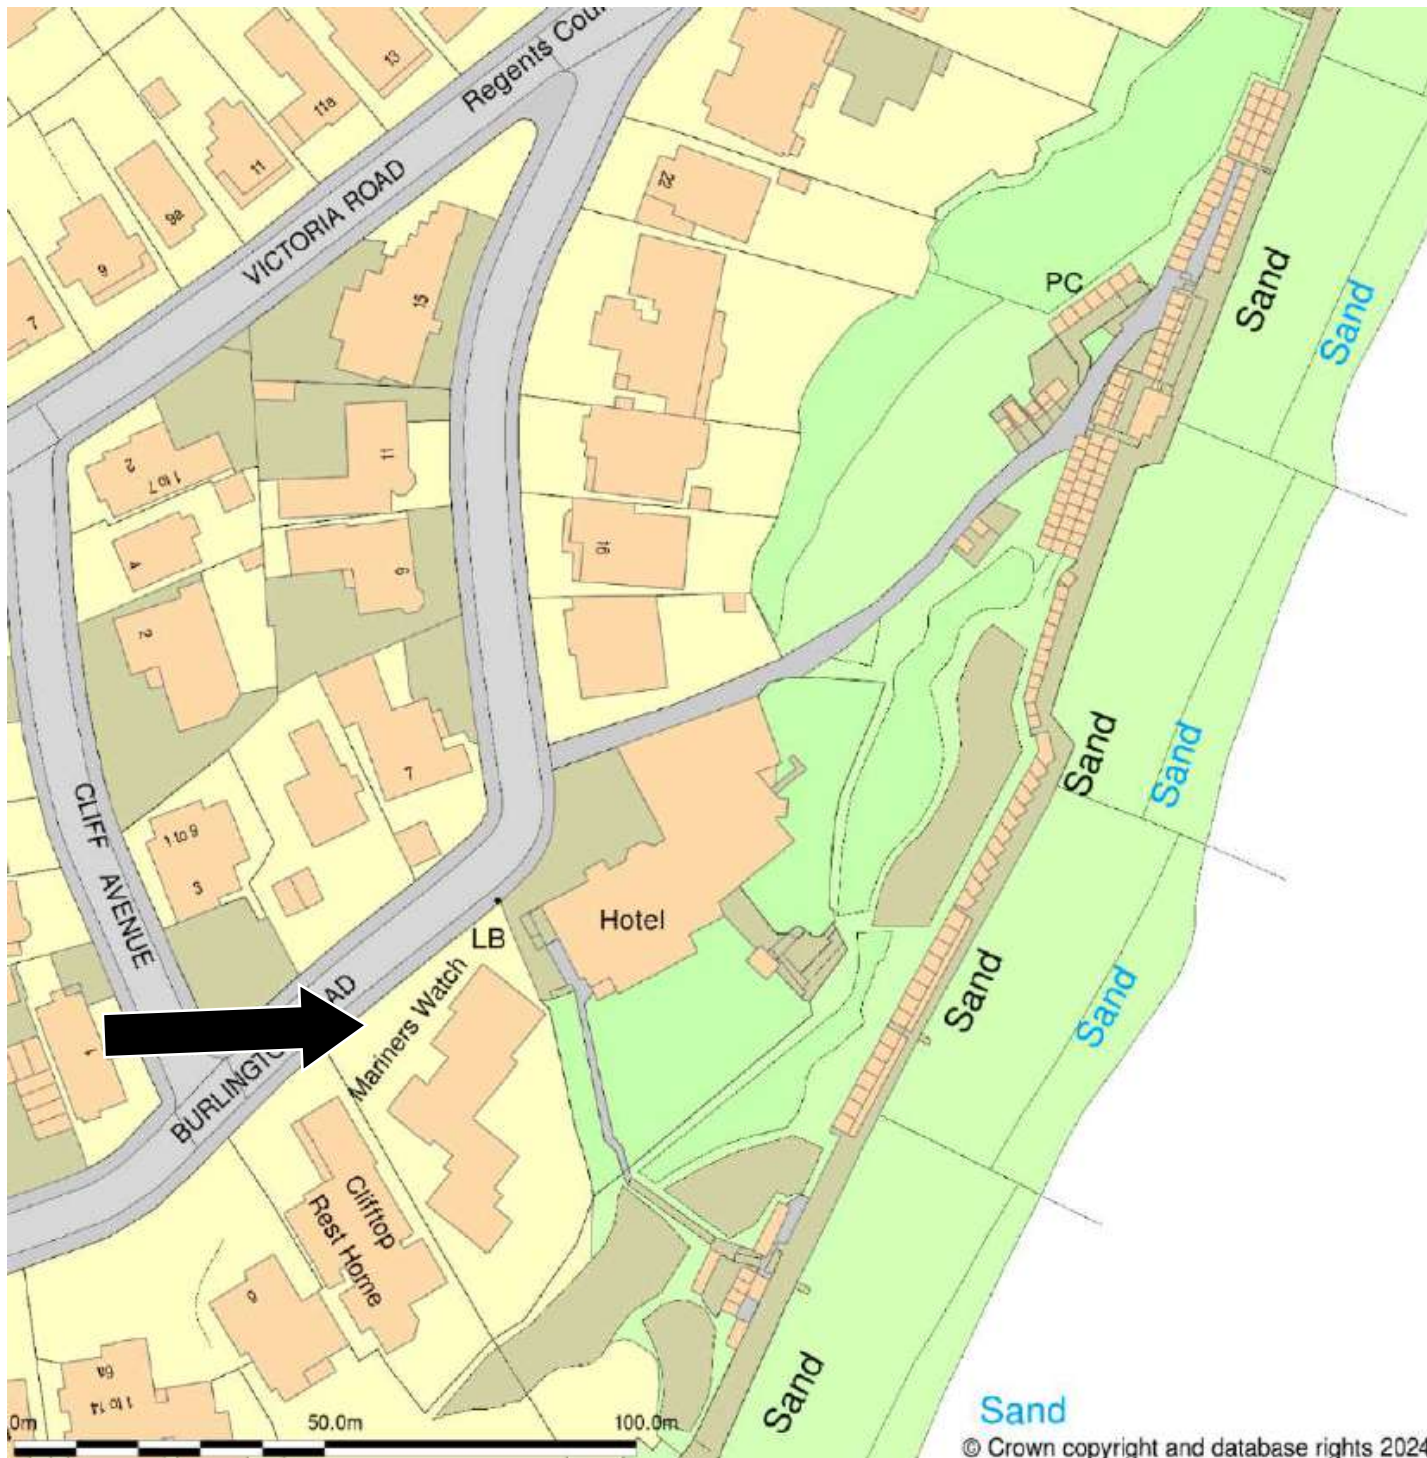 Regents Cou
13
11a
11
9a
9
7
VICTORIA ROAD
22
15
PC
Sand
Sand
2
1 to 7
11
4
16
9
2
7
CLIFF AVENUE
1 to 9
3
Sand
Sand
Hotel
LB
Mariners Watch
Sand
Sand
BURLINGTO
AD
Clifftop
Rest Home
6a
1 to 14
0m
50.0m
100.0m
Sand
Sand
© Crown copyright and database rights 2024